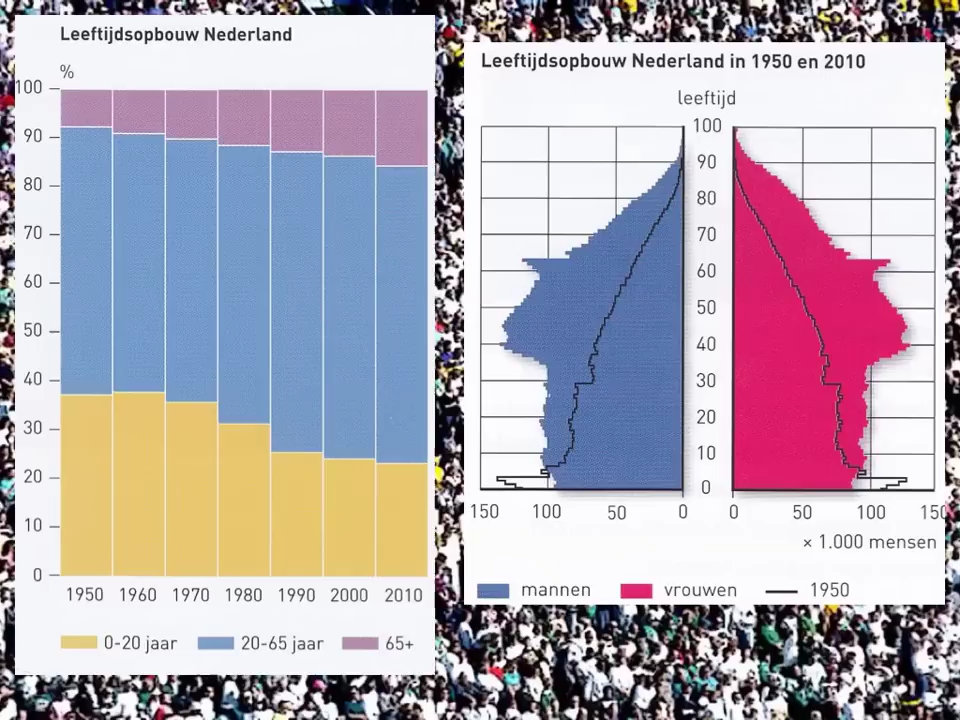 Leeftijdsopbouw Nederland
%
100
90
80
70
60
50
40
30
20
10
0
1950 1960 1970 1980 1990 2000 2010
0-20 jaar 20-65 jaar 65+
Leeftijdsopbouw Nederland in 1950 en 2010
leeftijd
100
90
80
70
60
50
40
30
20
10
0
150 100 50 0 0 50 100 150
× 1.000 mensen
mannen vrouwen 1950